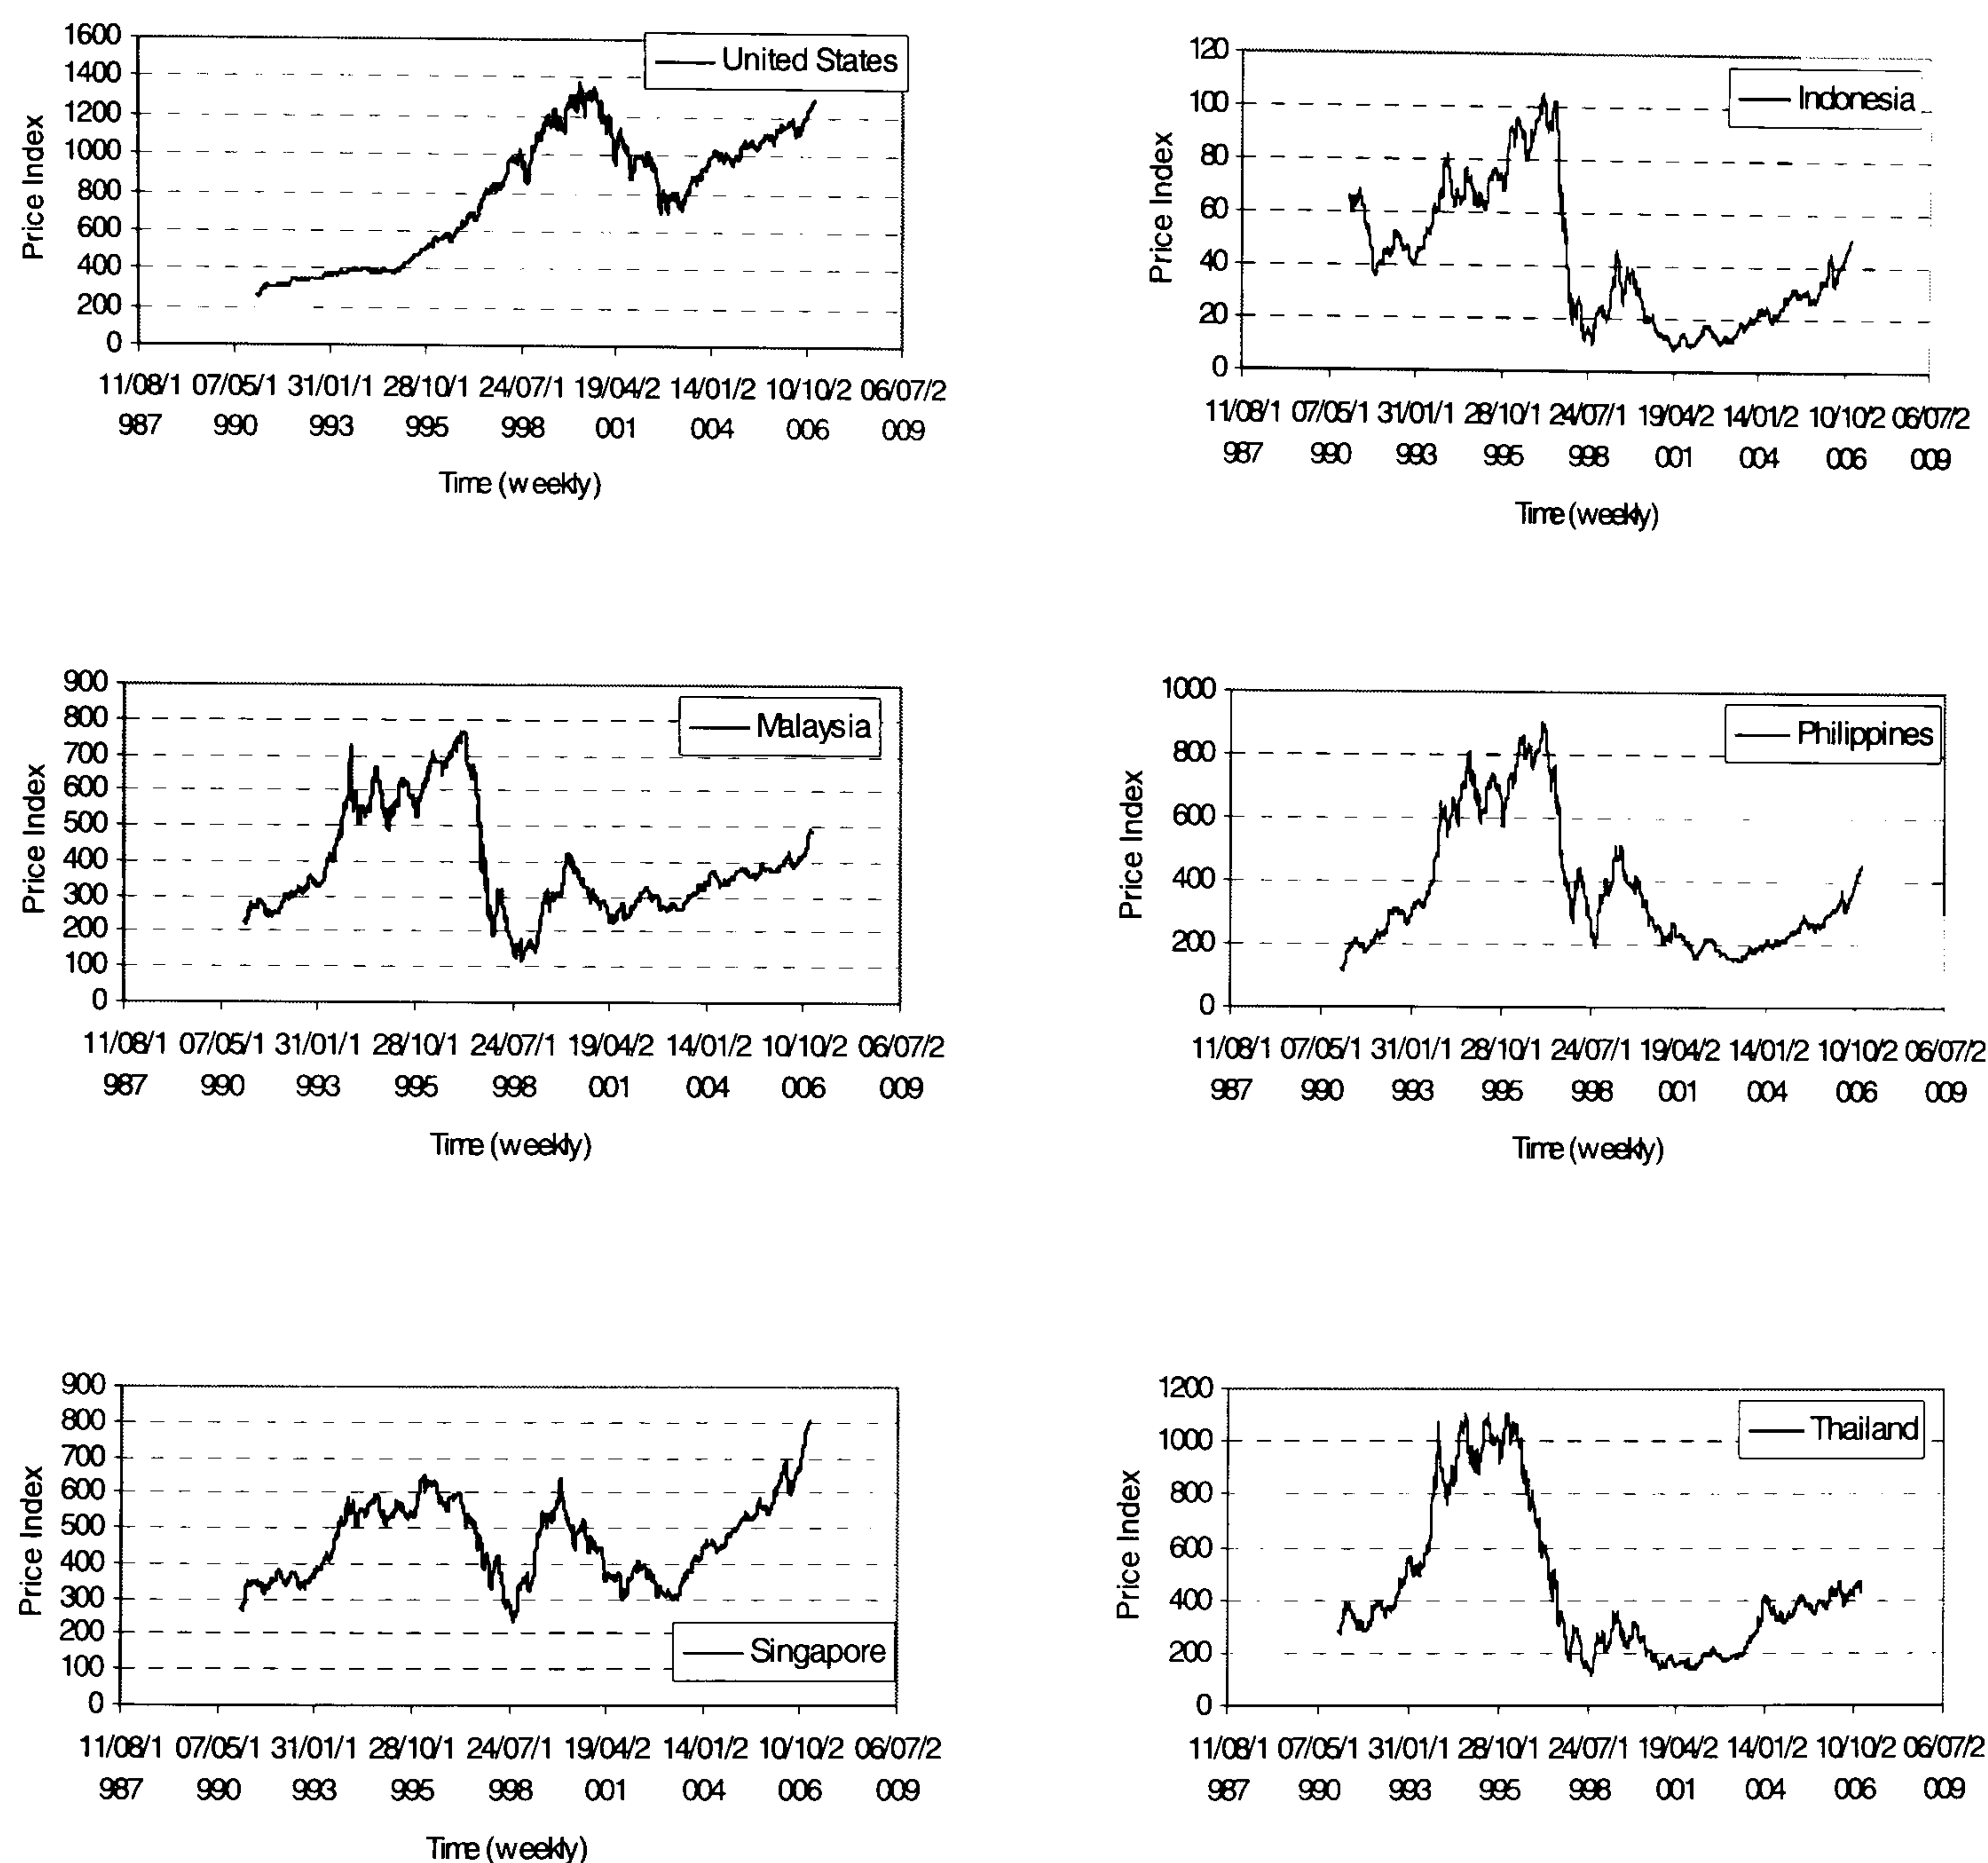 1600
1400
1200
1000
800
600
400
200
0
Price Index
United States
11/08/1 07/05/1 31/01/1 28/10/1 24/07/1 19/04/2 14/01/2 10/10/2 06/07/2
987 990 993 995 998 001 004 006 009
Time (weekly)
120
100
80
60
40
20
0
Price Index
Indonesia
11/08/1 07/05/1 31/01/1 28/10/1 24/07/1 19/04/2 14/01/2 10/10/2 06/07/2
987 990 993 995 998 001 004 006 009
Time (weekly)
900
800
700
600
500
400
300
200
100
0
Price Index
Malaysia
11/08/1 07/05/1 31/01/1 28/10/1 24/07/1 19/04/2 14/01/2 10/10/2 06/07/2
987 990 993 995 998 001 004 006 009
Time (weekly)
1000
800
600
400
200
0
Price Index
Philippines
11/08/1 07/05/1 31/01/1 28/10/1 24/07/1 19/04/2 14/01/2 10/10/2 06/07/2
987 990 993 995 998 001 004 006 009
Time (weekly)
900
800
700
600
500
400
300
200
100
0
Price Index
Singapore
11/08/1 07/05/1 31/01/1 28/10/1 24/07/1 19/04/2 14/01/2 10/10/2 06/07/2
987 990 993 995 998 001 004 006 009
Time (weekly)
1200
1000
800
600
400
200
0
Price Index
Thailand
11/08/1 07/05/1 31/01/1 28/10/1 24/07/1 19/04/2 14/01/2 10/10/2 06/07/2
987 990 993 995 998 001 004 006 009